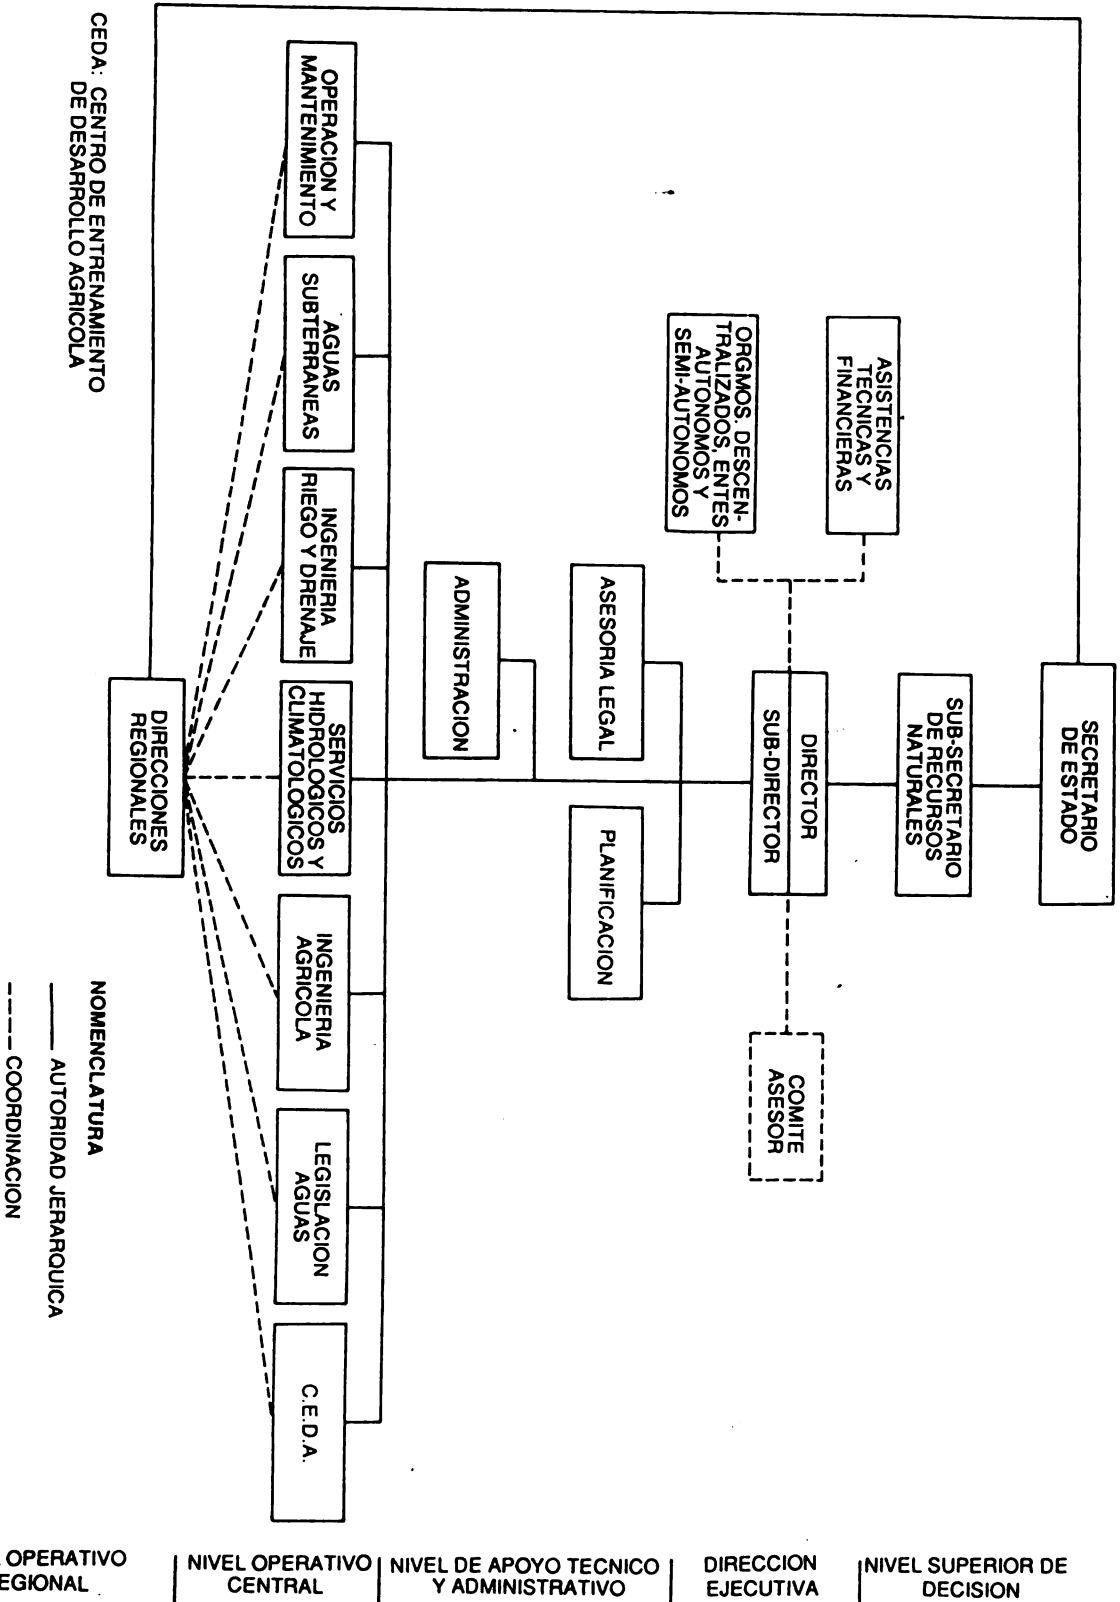 SECRETARIO
DE ESTADO
SUB-SECRETARIO
DE RECURSOS
NATURALES
ASISTENCIAS
TECNICAS Y
FINANCIERAS
ORGMOS. DESCEN-
TRALIZADOS, ENTES
AUTONOMOS Y
SEMI-AUTONOMOS
DIRECTOR
SUB-DIRECTOR
COMITE
ASESOR
ASESORIA LEGAL
PLANIFICACION
ADMINISTRACION
OPERACION Y
MANTENIMIENTO
AGUAS
SUBTERRANEAS
INGENIERIA
RIEGO Y DRENAJE
SERVICIOS
HIDROLOGICOS Y
CLIMATOLOGICOS
INGENIERIA
AGRICOLA
LEGISLACION
AGUAS
C.E.D.A.
DIRECCIONES
REGIONALES
CEDA: CENTRO DE ENTRENAMIENTO
DE DESARROLLO AGRICOLA
NOMENCLATURA
AUTORIDAD JERARQUICA
COORDINACION
NIVEL SUPERIOR DE
DECISION
DIRECCION
EJECUTIVA
NIVEL DE APOYO TECNICO
Y ADMINISTRATIVO
NIVEL OPERATIVO
CENTRAL
OPERATIVO
EGIONAL